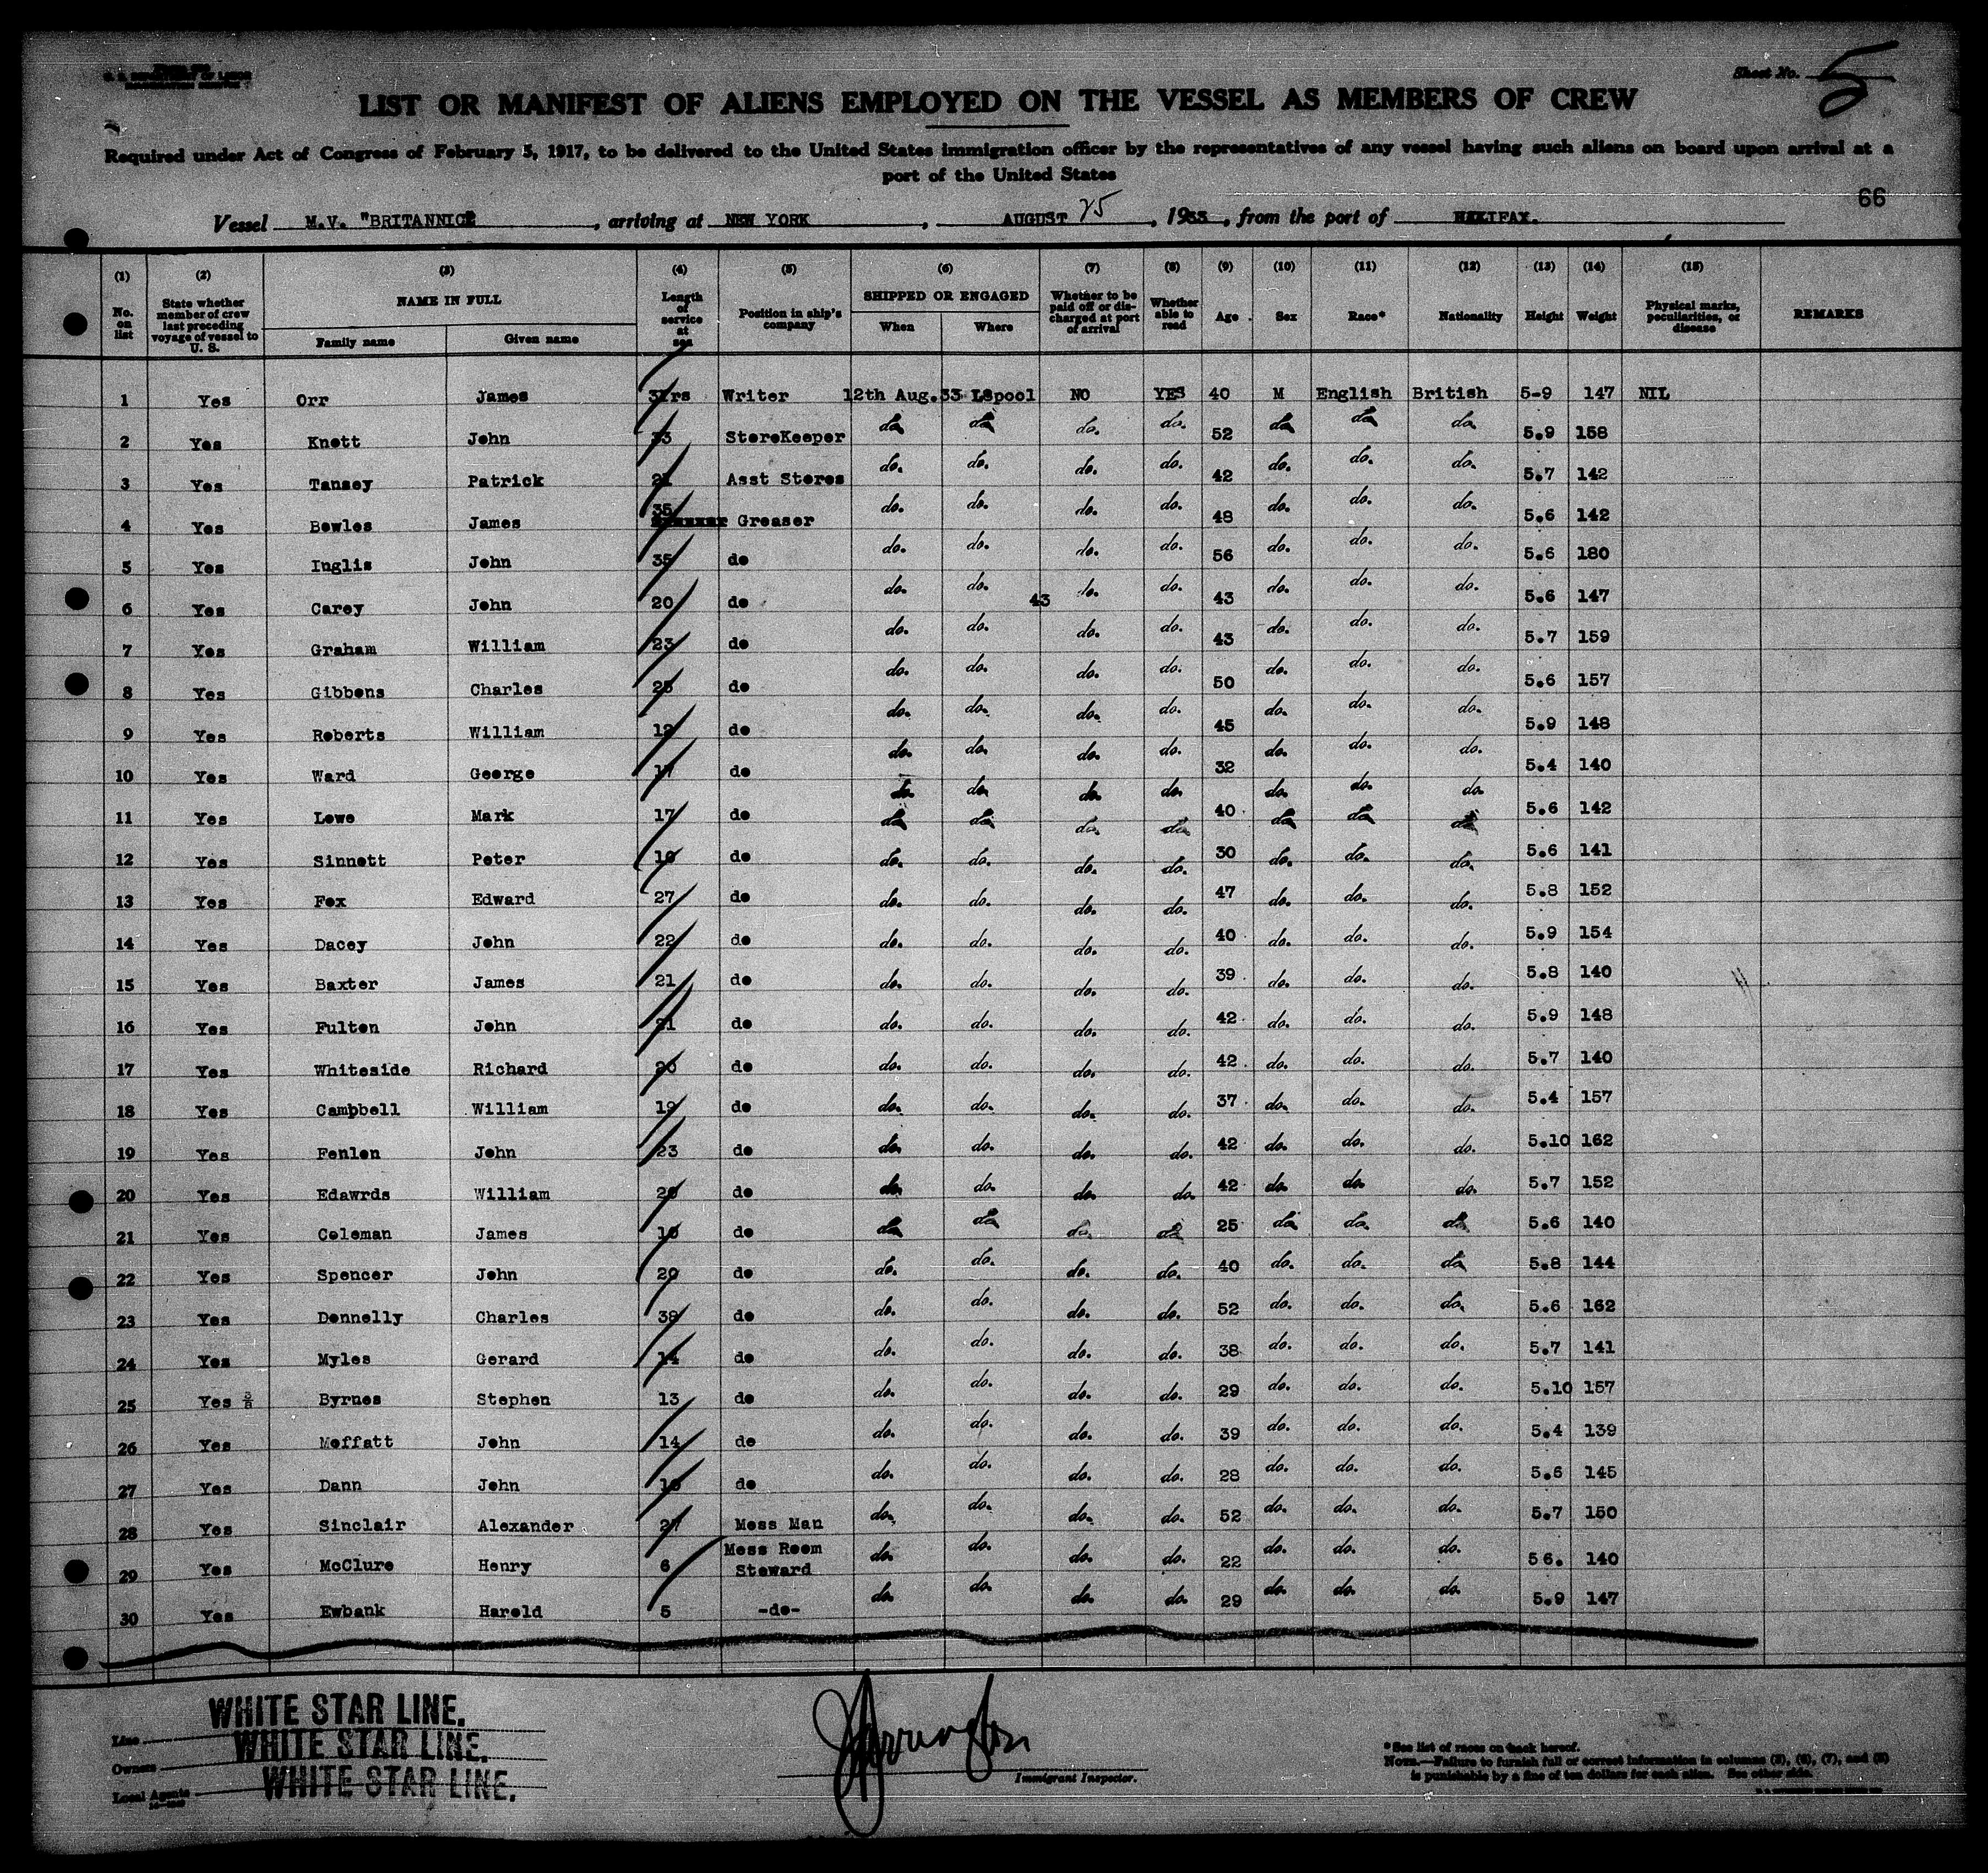 U. S. DEPARTMENT OF LABOR
IMMIGRATION SERVICE
Sheet No. 5
LIST OR MANIFEST OF ALIENS EMPLOYED ON THE VESSEL AS MEMBERS OF CREW
Required under Act of Congress of February 5, 1917, to be delivered to the United States immigration officer by the representatives of any vessel having such aliens on board upon arrival at a
port of the United States
66
Vessel M.V. "BRITANNIC", arriving at NEW YORK, AUGUST 25, 1933, from the port of HALIFAX.
(1) (2) (3) (4) (5) (6) (7) (8) (9) (10) (11) (12) (13) (14) (15)
No. on list State whether member of crew last preceding voyage of vessel to U. S. NAME IN FULL Family name Given name Length of service at sea Position in ship's company SHIPPED OR ENGAGED When Where Whether to be paid off or discharged at port of arrival Whether able to read Age Sex Race* Nationality Height Weight Physical marks, peculiarities, or disease REMARKS
1 Yes Orr James Yrs Writer 12th Aug.33 L8pool NO YES 40 M English British 5-9 147 NIL
2 Yes Knott John 33 StoreKeeper do. do. do. do. 52 do. do. do. 5.9 158
3 Yes Tansey Patrick 21 Asst Stores do. do. do. do. 42 do. do. do. 5.7 142
4 Yes Bowles James 35 Greaser do. do. do. do. 48 do. do. do. 5.6 142
5 Yes Inglis John 35 do do. do. do. do. 56 do. do. do. 5.6 180
6 Yes Carey John 20 do do. do. 43 do. do. 43 do. do. do. 5.6 147
7 Yes Graham William 23 do do. do. do. do. 43 do. do. do. 5.7 159
8 Yes Gibbons Charles 25 do do. do. do. do. 50 do. do. do. 5.6 157
9 Yes Roberts William 12 do do. do. do. do. 45 do. do. do. 5.9 148
10 Yes Ward George 17 do do. do. do. do. 32 do. do. do. 5.4 140
11 Yes Lowe Mark 17 do do. do. do. do. 40 do. do. do. 5.6 142
12 Yes Sinnott Peter 10 do do. do. do. do. 30 do. do. do. 5.6 141
13 Yes Fox Edward 27 do do. do. do. do. 47 do. do. do. 5.8 152
14 Yes Dacey John 22 do do. do. do. do. 40 do. do. do. 5.9 154
15 Yes Baxter James 21 do do. do. do. do. 39 do. do. do. 5.8 140
16 Yes Fulton John 21 do do. do. do. do. 42 do. do. do. 5.9 148
17 Yes Whiteside Richard 20 do do. do. do. do. 42 do. do. do. 5.7 140
18 Yes Campbell William 19 do do. do. do. do. 37 do. do. do. 5.4 157
19 Yes Fenlon John 23 do do. do. do. do. 42 do. do. do. 5.10 162
20 Yes Edawrds William 20 do do. do. do. do. 42 do. do. do. 5.7 152
21 Yes Coleman James 10 do do. do. do. do. 25 do. do. do. 5.6 140
22 Yes Spencer John 20 do do. do. do. do. 40 do. do. do. 5.8 144
23 Yes Donnelly Charles 38 do do. do. do. do. 52 do. do. do. 5.6 162
24 Yes Myles Gerard 14 do do. do. do. do. 38 do. do. do. 5.7 141
25 Yes Byrnes Stephen 13 do do. do. do. do. 29 do. do. do. 5.10 157
26 Yes Moffatt John 14 do do. do. do. do. 39 do. do. do. 5.4 139
27 Yes Dann John 10 do do. do. do. do. 28 do. do. do. 5.6 145
28 Yes Sinclair Alexander 27 Mess Man do. do. do. do. 52 do. do. do. 5.7 150
29 Yes McClure Henry 6 Mess Room Steward do. do. do. do. 22 do. do. do. 56. 140
30 Yes Ewbank Harold 5 -do- do. do. do. do. 29 do. do. do. 5.9 147
Line WHITE STAR LINE.
Owners WHITE STAR LINE.
Local Agents WHITE STAR LINE.
Immigrant Inspector.
*See list of races on back hereof.
NOTE.—Failure to furnish full or correct information in columns (3), (6), (7), and (8)
is punishable by a fine of ten dollars for each alien. See other side.